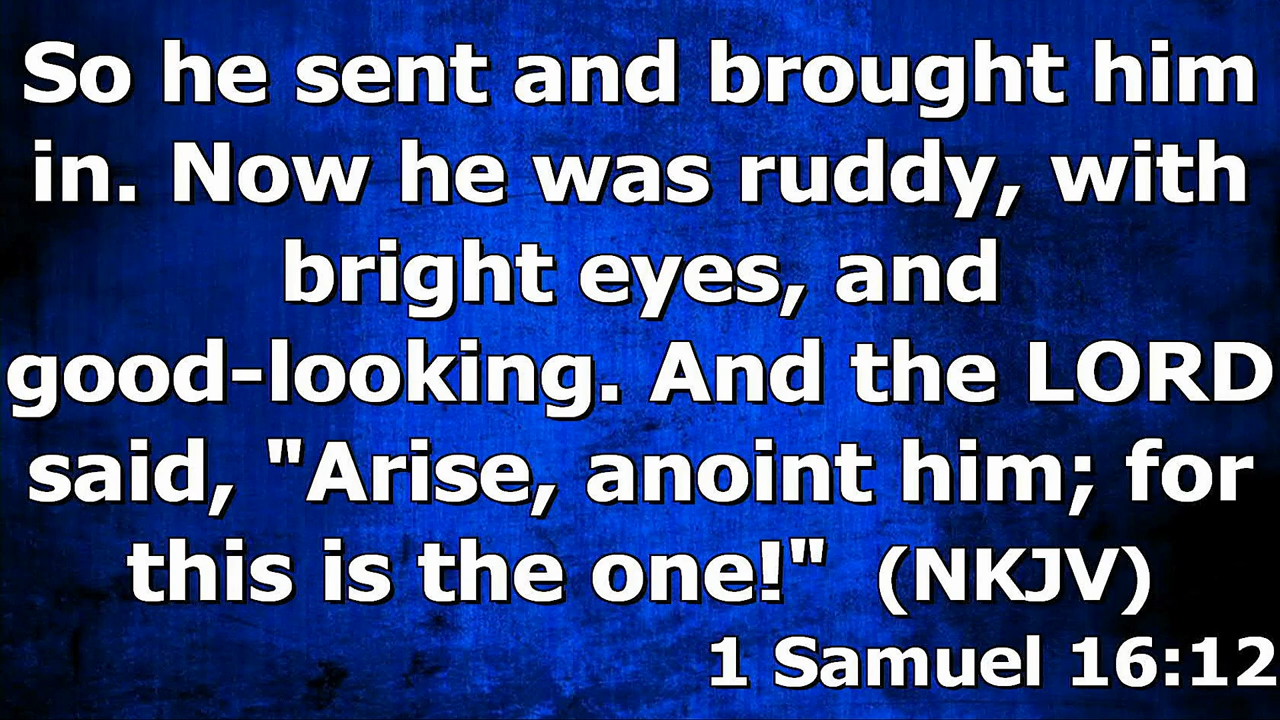 So he sent and brought him
in. Now he was ruddy, with
bright eyes, and
good-looking. And the LORD
said, "Arise, anoint him; for
this is the one!" (NKJV)
1 Samuel 16:12